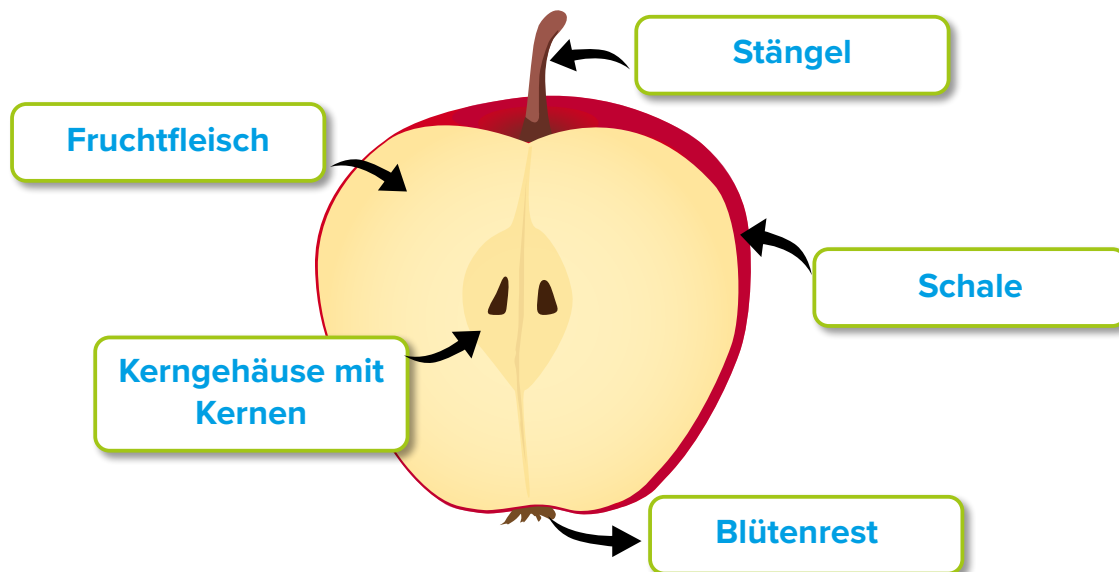 Stängel
Fruchtfleisch
Schale
Kerngehäuse mit
Kernen
Blütenrest